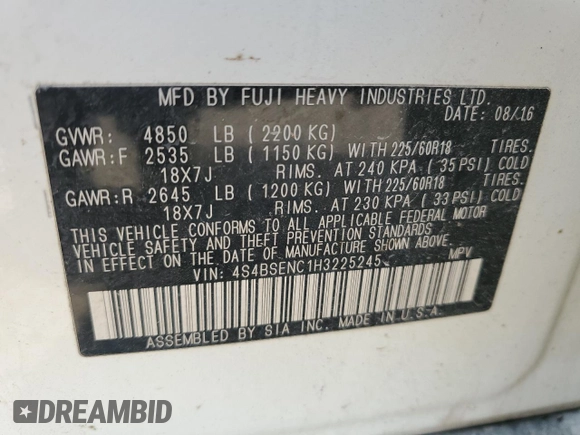 MFD BY FUJI HEAVY INDUSTRIES LTD.
DATE: 08/16
GVWR: 4850 LB (2200 KG)
GAWR:F 2535 LB (1150 KG) WITH 225/60R18 TIRES.
18X7J RIMS. AT 240 KPA (35 PSI) COLD
GAWR:R 2645 LB (1200 KG) WITH 225/60R18 TIRES.
18X7J RIMS. AT 230 KPA (33 PSI) COLD
THIS VEHICLE CONFORMS TO ALL APPLICABLE FEDERAL MOTOR
VEHICLE SAFETY AND THEFT PREVENTION STANDARDS
IN EFFECT ON THE DATE OF MANUFACTURE SHOWN ABOVE.
VIN: 4S4BSENC1H3225245 MPV
ASSEMBLED BY SIA INC. MADE IN U.S.A.
DREAMBID